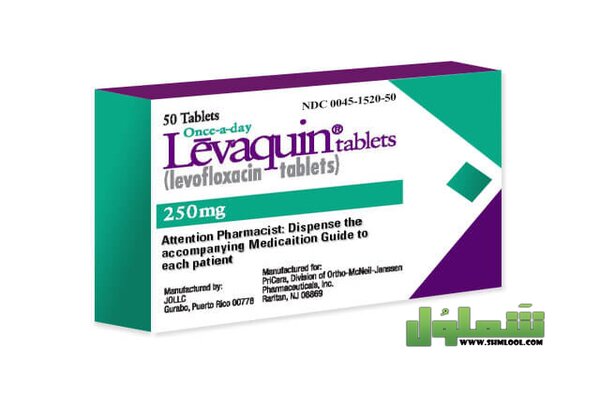 NDC 0045-1520-50
50 Tablets
Once-a-day
Lēvaquin® tablets
(levofloxacin tablets)
250mg
Attention Pharmacist: Dispense the
accompanying Medicaition Guide to
each patient
Manufactured by:
JOLLC
Gurabo, Puerto Rico 00778
Manufactured for:
PriCara, Division of Ortho-McNeil-Janssen
Pharmaceuticals, Inc.
Raritan, NJ 08869
شملول
WWW.SHMLOOL.COM